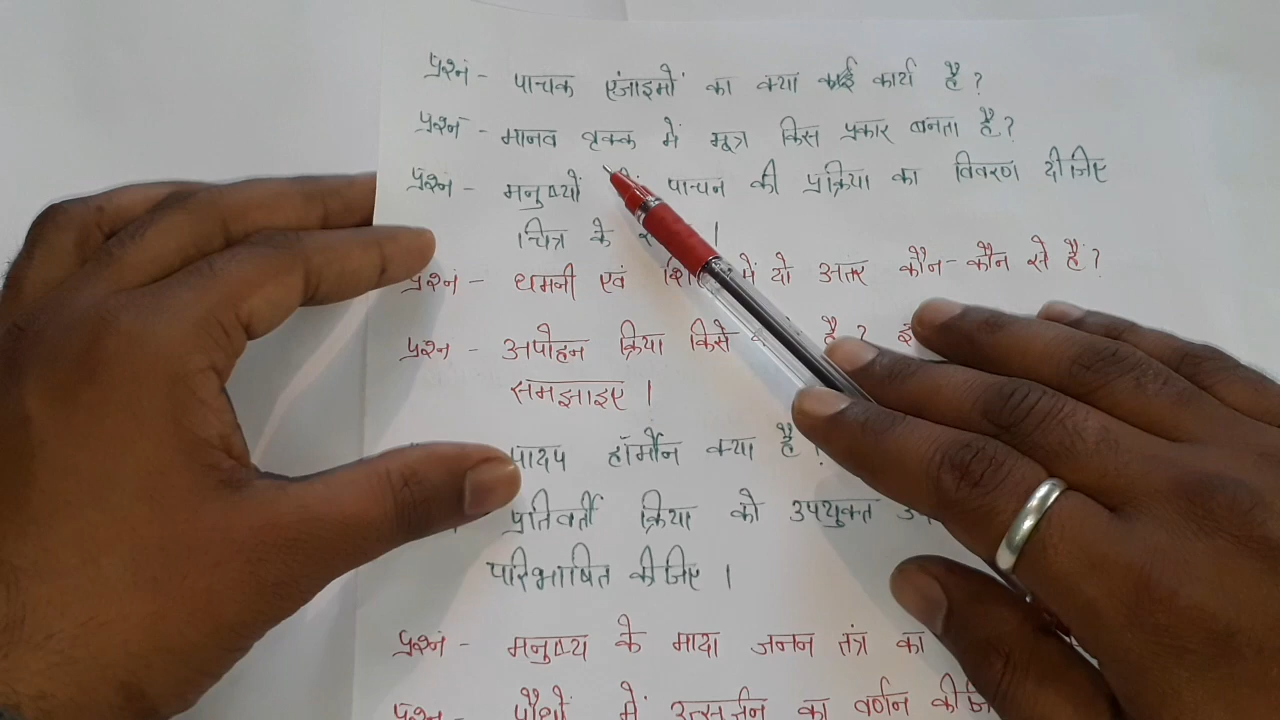 प्रश्नं - पाचक एंजाइमों का क्या कोई कार्य है ?
प्रश्नं - मानव वृक्क में मूत्र किस प्रकार बनता है ?
प्रश्नं - मनुष्यों पाचन की प्रक्रिया का विवरण दीजिए
चित्र के ।
प्रश्नं - धमनी एवं में दो अंतर कौन-कौन से हैं ?
प्रश्नं - अपोहन क्रिया किसे है ?
समझाइए ।
पादप हॉर्मोन क्या है
प्रतिवर्ती क्रिया को उपयुक्त
परिभाषित कीजिए ।
प्रश्नं - मनुष्य के मादा जनन तंत्र का
प्रश्नं - पौधों में उत्सर्जन का वर्णन